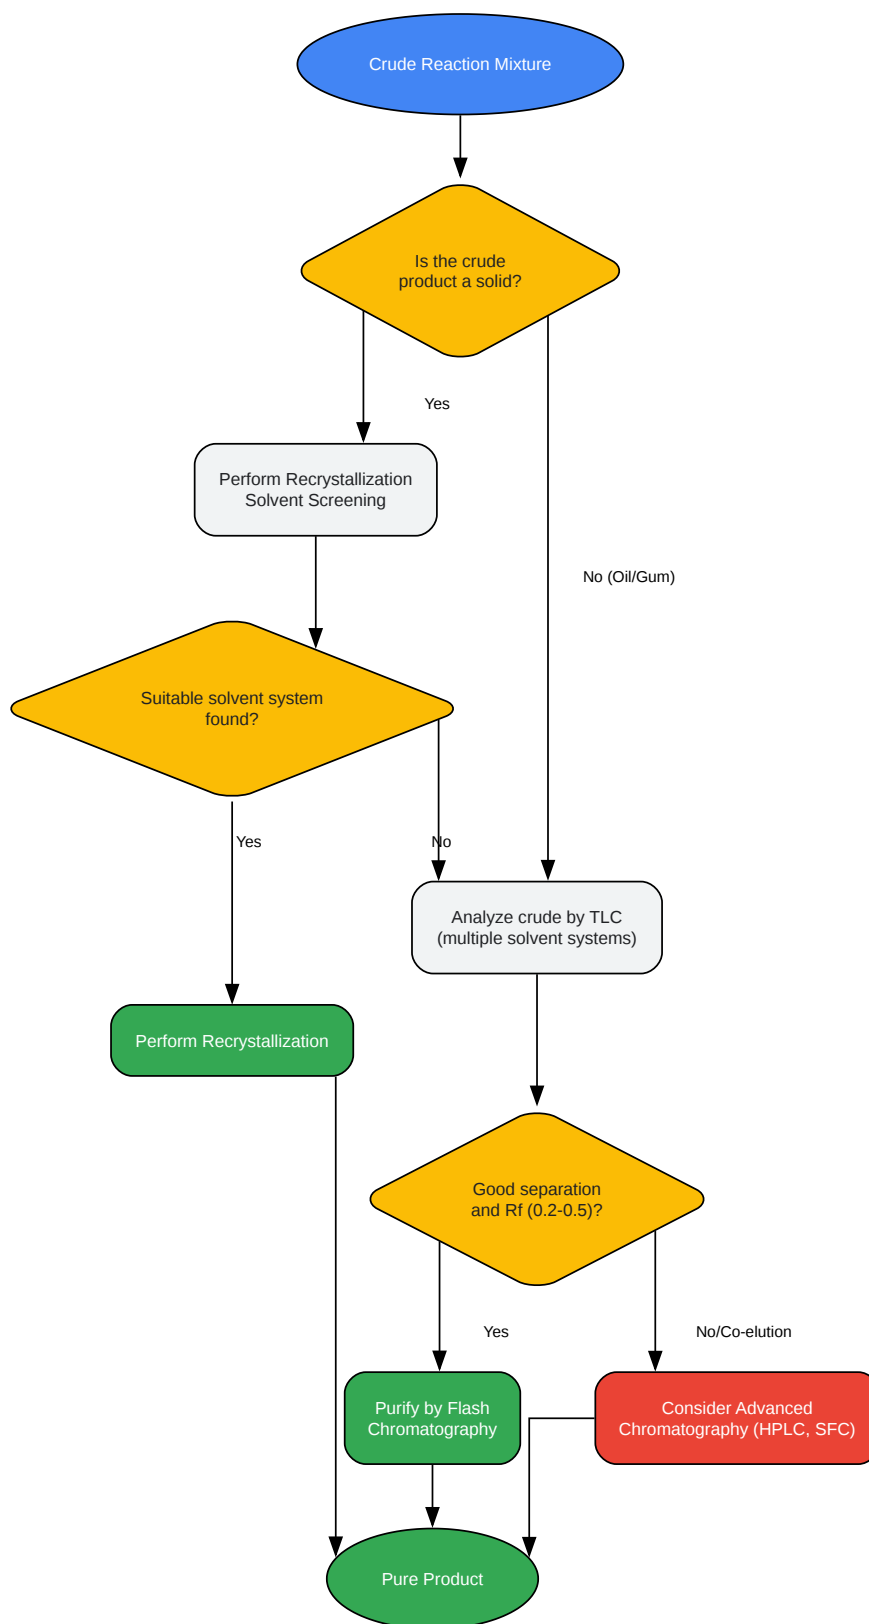 Crude Reaction Mixture
Is the crude
product a solid?
Yes
Perform Recrystallization
Solvent Screening
No (Oil/Gum)
Suitable solvent system
found?
Yes
No
Analyze crude by TLC
(multiple solvent systems)
Perform Recrystallization
Good separation
and Rf (0.2-0.5)?
Yes
No/Co-elution
Purify by Flash
Chromatography
Consider Advanced
Chromatography (HPLC, SFC)
Pure Product